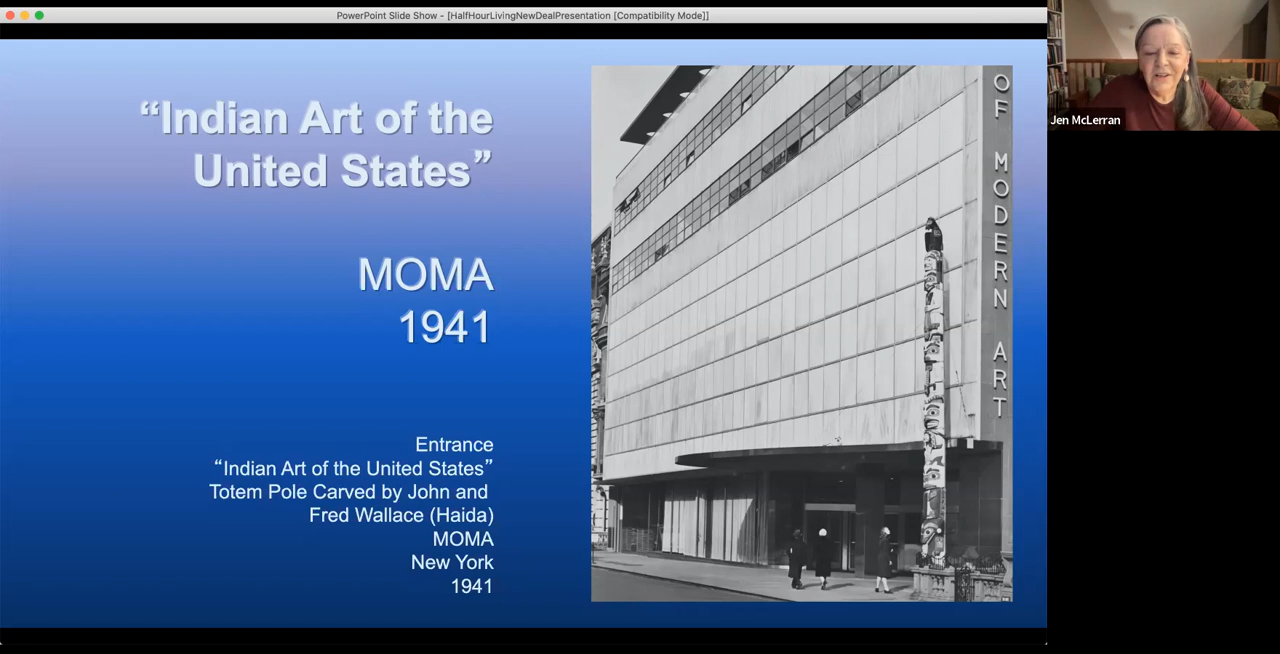 PowerPoint Slide Show - [HalfHourLivingNewDealPresentation [Compatibility Mode]]
“Indian Art of the
United States”
MOMA
1941
Entrance
“Indian Art of the United States”
Totem Pole Carved by John and
Fred Wallace (Haida)
MOMA
New York
1941
OF MODERN ART
Jen McLerran